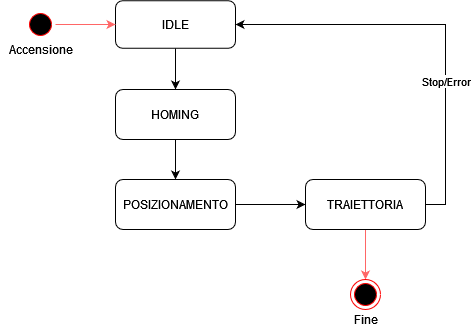 IDLE
Accensione
Stop/Error
HOMING
POSIZIONAMENTO
TRAIETTORIA
Fine